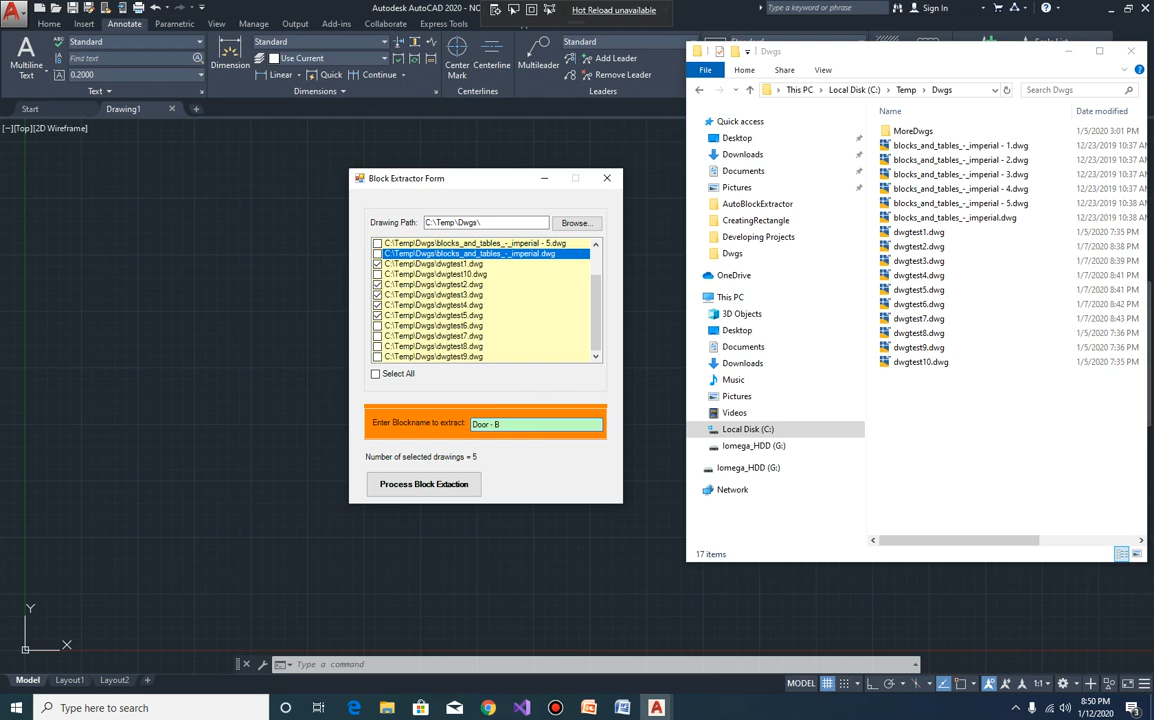 Autodesk AutoCAD 2020 - NC
Hot Reload unavailable
Type a keyword or phrase
Sign In
Home Insert Annotate Parametric View Manage Output Add-ins Collaborate Express Tools
Multiline
Text
Standard
Find text
0.2000
Text
Dimension
Standard
Use Current
Linear Quick Continue
Dimensions
Center
Mark
Centerline
Centerlines
Multileader
Standard
Add Leader
Remove Leader
Leaders
Start
Drawing1
[−][Top][2D Wireframe]
Block Extractor Form
Drawing Path: C:\Temp\Dwgs\ Browse...
C:\Temp\Dwgs\blocks_and_tables_-_imperial - 5.dwg
C:\Temp\Dwgs\blocks_and_tables_-_imperial.dwg
C:\Temp\Dwgs\dwgtest1.dwg
C:\Temp\Dwgs\dwgtest10.dwg
C:\Temp\Dwgs\dwgtest2.dwg
C:\Temp\Dwgs\dwgtest3.dwg
C:\Temp\Dwgs\dwgtest4.dwg
C:\Temp\Dwgs\dwgtest5.dwg
C:\Temp\Dwgs\dwgtest6.dwg
C:\Temp\Dwgs\dwgtest7.dwg
C:\Temp\Dwgs\dwgtest8.dwg
C:\Temp\Dwgs\dwgtest9.dwg
Select All
Enter Blockname to extract: Door - B
Number of selected drawings = 5
Process Block Extaction
Dwgs
File Home Share View
This PC > Local Disk (C:) > Temp > Dwgs
Search Dwgs
Quick access
Desktop
Downloads
Documents
Pictures
AutoBlockExtractor
CreatingRectangle
Developing Projects
Dwgs
OneDrive
This PC
3D Objects
Desktop
Documents
Downloads
Music
Pictures
Videos
Local Disk (C:)
Iomega_HDD (G:)
Iomega_HDD (G:)
Network
Name Date modified
MoreDwgs 1/5/2020 3:01 PM
blocks_and_tables_-_imperial - 1.dwg 12/23/2019 10:37 AM
blocks_and_tables_-_imperial - 2.dwg 12/23/2019 10:37 AM
blocks_and_tables_-_imperial - 3.dwg 12/23/2019 10:37 AM
blocks_and_tables_-_imperial - 4.dwg 12/23/2019 10:37 AM
blocks_and_tables_-_imperial - 5.dwg 12/23/2019 10:38 AM
blocks_and_tables_-_imperial.dwg 12/23/2019 10:38 AM
dwgtest1.dwg 1/5/2020 7:35 PM
dwgtest2.dwg 1/7/2020 8:38 PM
dwgtest3.dwg 1/7/2020 8:39 PM
dwgtest4.dwg 1/7/2020 8:41 PM
dwgtest5.dwg 1/7/2020 8:41 PM
dwgtest6.dwg 1/7/2020 8:42 PM
dwgtest7.dwg 1/7/2020 8:43 PM
dwgtest8.dwg 1/5/2020 7:36 PM
dwgtest9.dwg 1/5/2020 7:36 PM
dwgtest10.dwg 1/5/2020 7:35 PM
17 items
Y
X
Type a command
Model Layout1 Layout2
MODEL
1:1
Type here to search
8:50 PM
1/12/2020
3